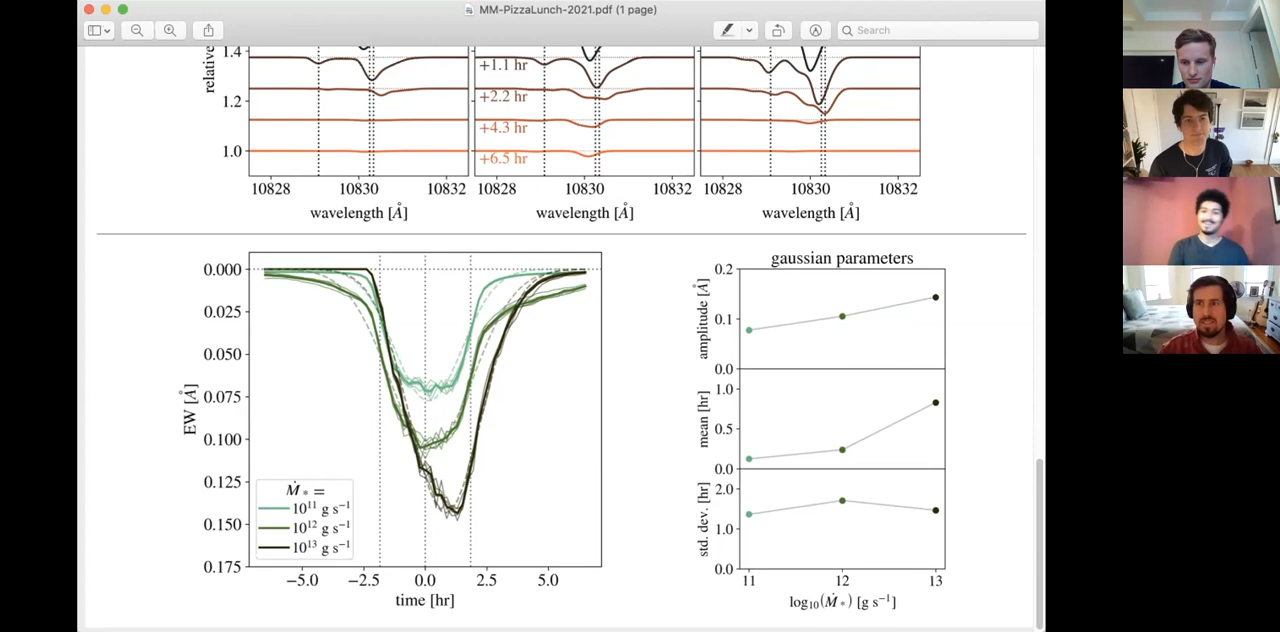 MM-PizzaLunch-2021.pdf (1 page)
Search
relative
1.4
1.2
1.0
+1.1 hr
+2.2 hr
+4.3 hr
+6.5 hr
10828 10830 10832 10828 10830 10832 10828 10830 10832
wavelength [Å] wavelength [Å] wavelength [Å]
EW [Å]
0.000
0.025
0.050
0.075
0.100
0.125
0.150
0.175
Ṁ* =
10¹¹ g s⁻¹
10¹² g s⁻¹
10¹³ g s⁻¹
−5.0 −2.5 0.0 2.5 5.0
time [hr]
gaussian parameters
amplitude [Å]
0.2
0.1
0.0
mean [hr]
1.0
0.5
0.0
std. dev. [hr]
2.0
1.0
0.0
11 12 13
log₁₀(Ṁ*) [g s⁻¹]